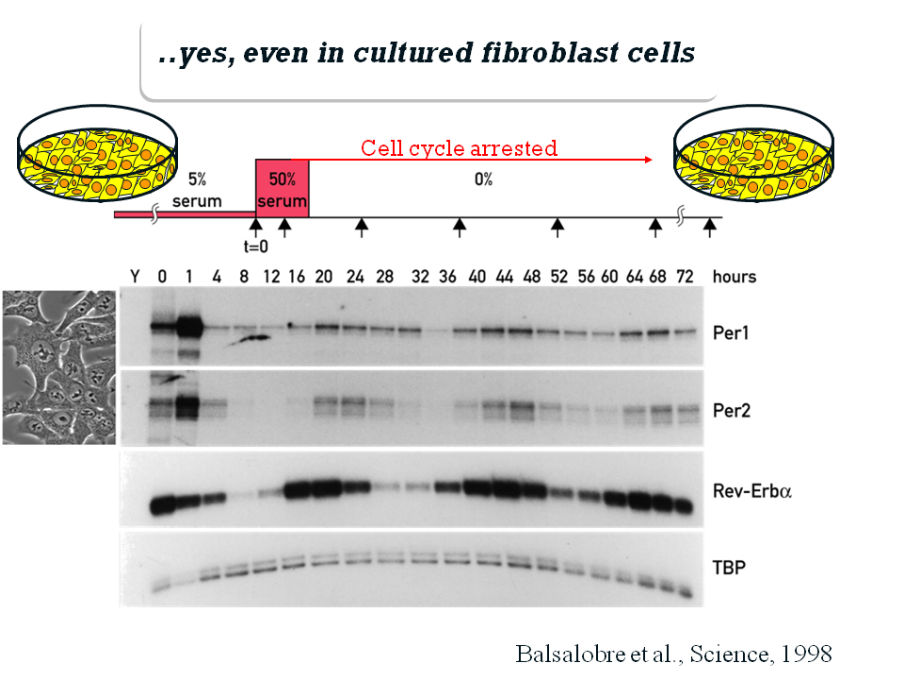 ..yes, even in cultured fibroblast cells
Cell cycle arrested
5%
serum
50%
serum
0%
t=0
Y 0 1 4 8 12 16 20 24 28 32 36 40 44 48 52 56 60 64 68 72 hours
Per1
Per2
Rev-Erbα
TBP
Balsalobre et al., Science, 1998